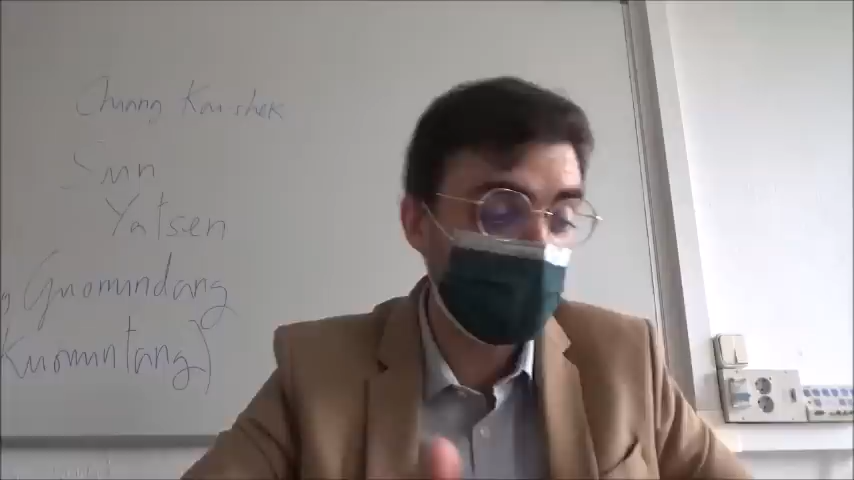 Chiang Kai-shek
Sun
Yatsen
g Guomindang
Kuomintang)